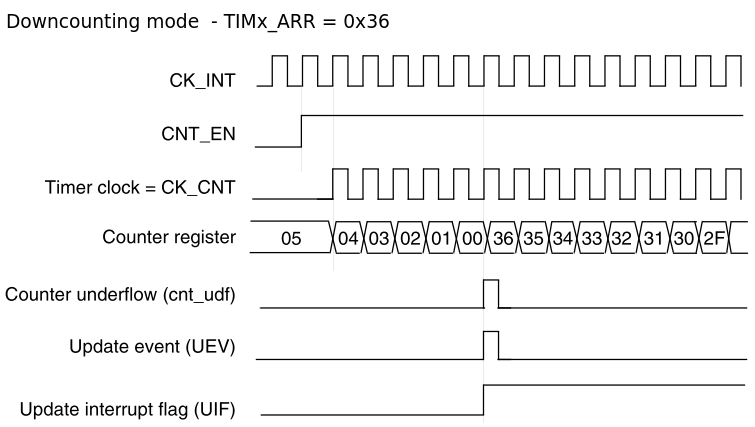 Downcounting mode - TIMx_ARR = 0x36
CK_INT
CNT_EN
Timer clock = CK_CNT
Counter register 05 04 03 02 01 00 36 35 34 33 32 31 30 2F
Counter underflow (cnt_udf)
Update event (UEV)
Update interrupt flag (UIF)